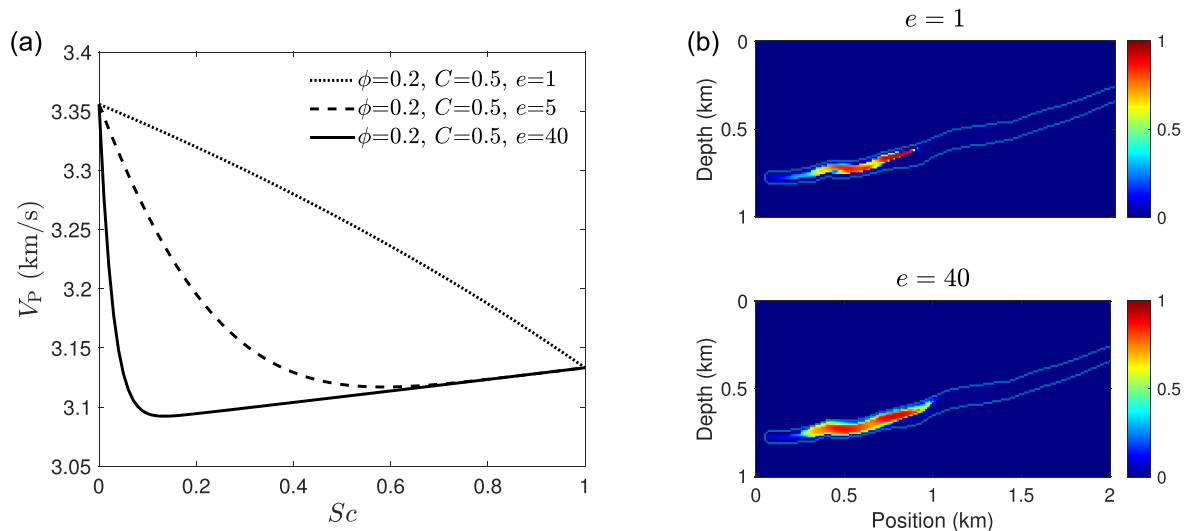 (a)
3.4
3.35
3.3
3.25
3.2
3.15
3.1
3.05
V_P (km/s)
0
0.2
0.4
0.6
0.8
1
Sc
ϕ=0.2, C=0.5, e=1
ϕ=0.2, C=0.5, e=5
ϕ=0.2, C=0.5, e=40
(b)
e = 1
0
0.5
1
Depth (km)
1
0.5
0
e = 40
0
0.5
1
Depth (km)
0
0.5
1
1.5
2
Position (km)
1
0.5
0